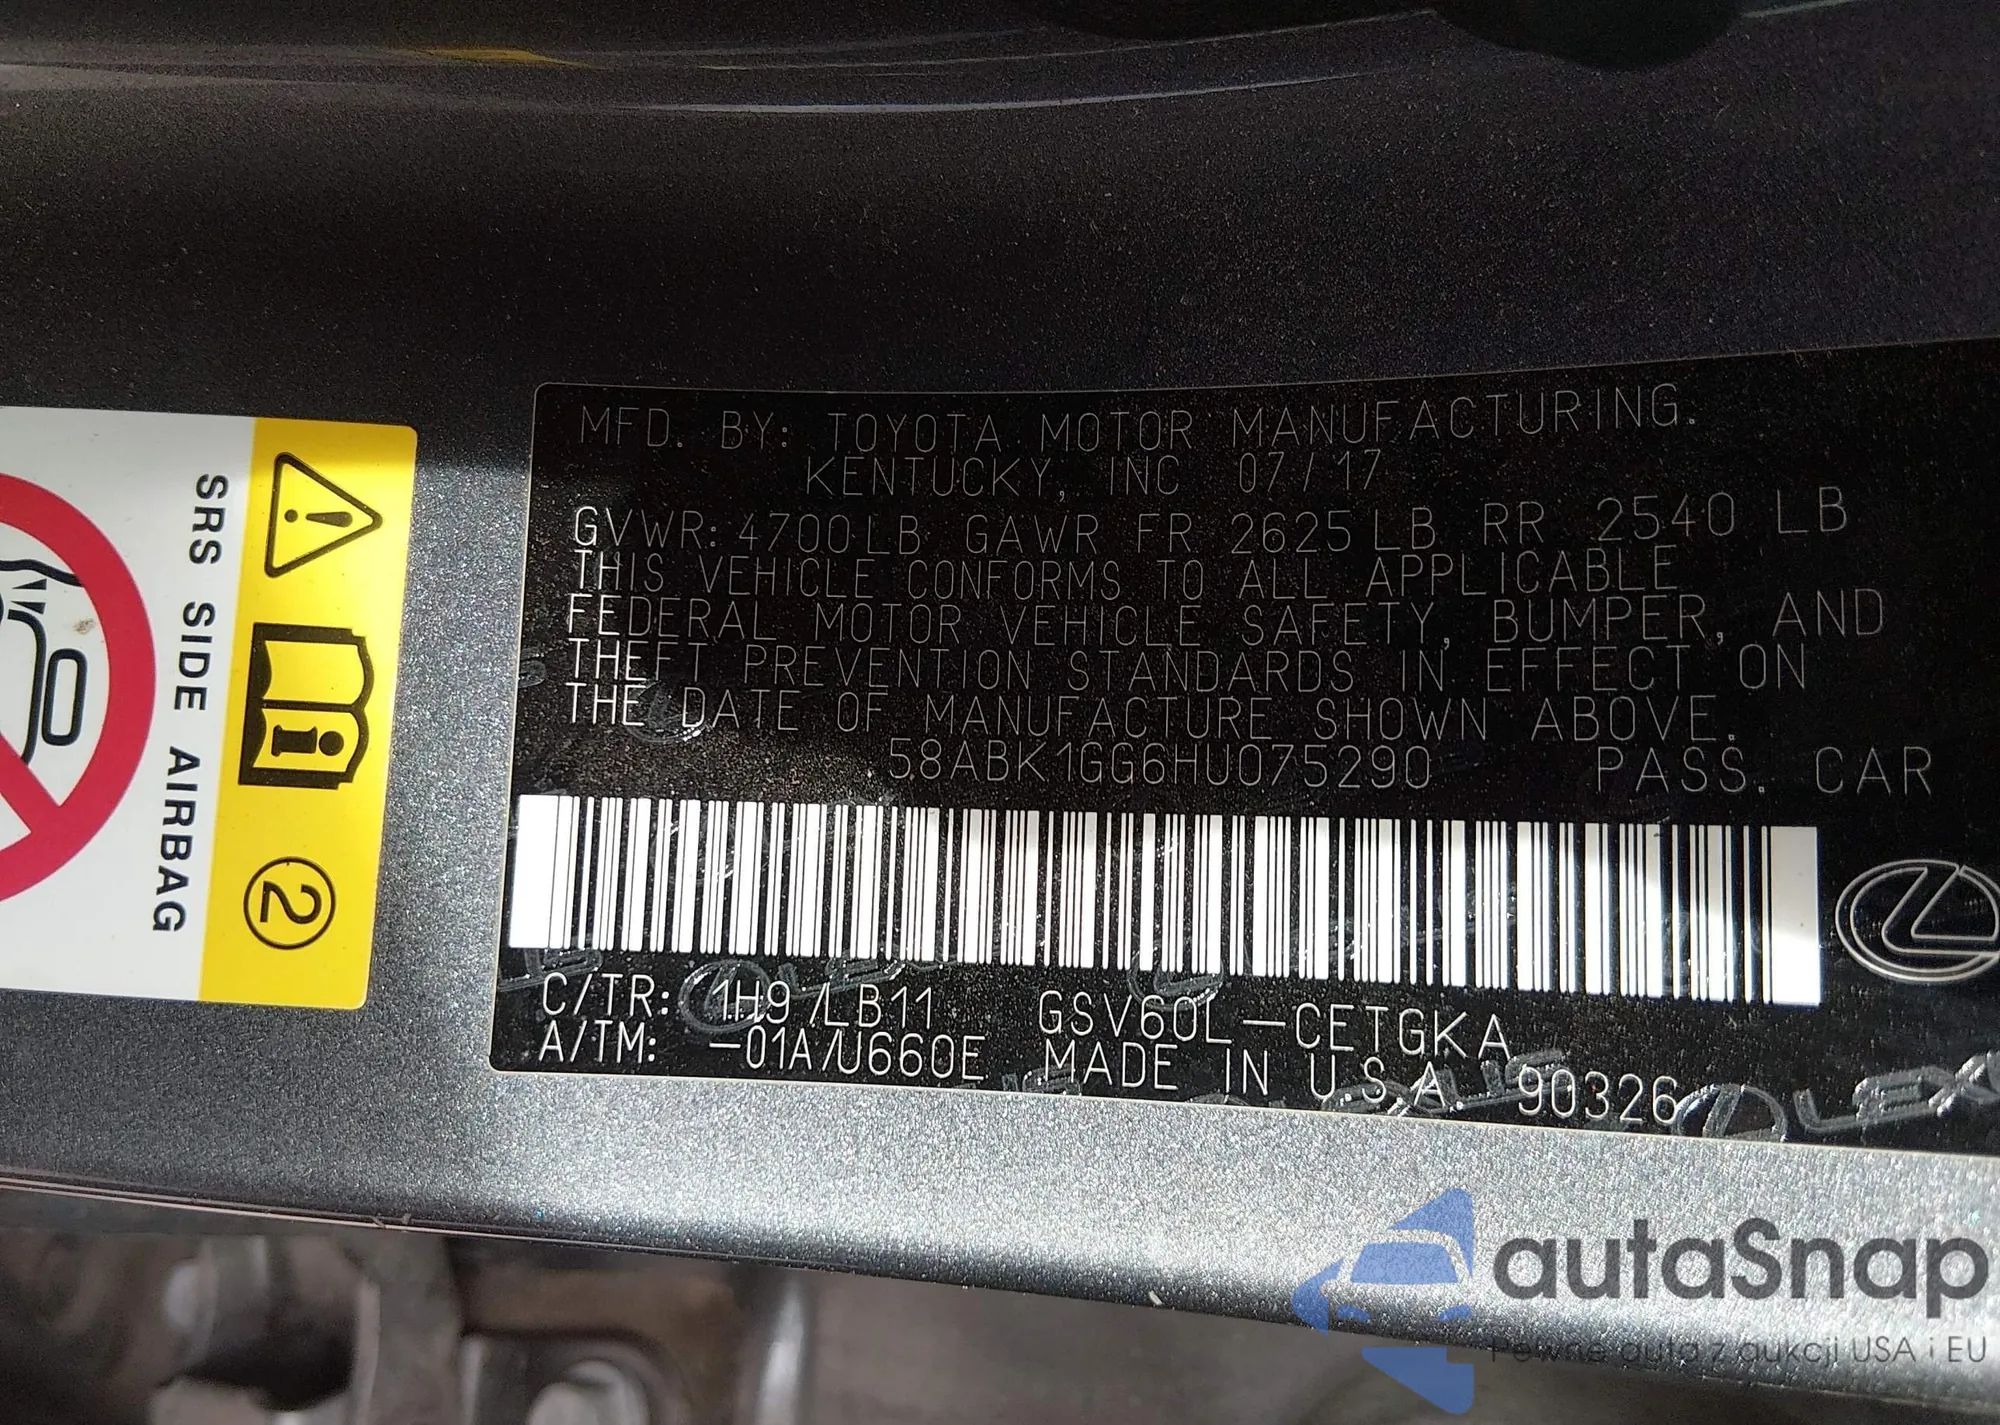 SRS SIDE AIRBAG
2
MFD. BY: TOYOTA MOTOR MANUFACTURING.
KENTUCKY, INC 07/17
GVWR: 4700LB GAWR FR 2625LB RR 2540 LB
THIS VEHICLE CONFORMS TO ALL APPLICABLE
FEDERAL MOTOR VEHICLE SAFETY, BUMPER, AND
THEFT PREVENTION STANDARDS IN EFFECT ON
THE DATE OF MANUFACTURE SHOWN ABOVE.
58ABK1GG6HU075290 PASS. CAR
C/TR: 1H9/LB11 GSV60L-CETGKA
A/TM: -01A/U660E MADE IN U.S.A. 90326
LEXUS
autaSnap
Pewne auta z aukcji USA i EU